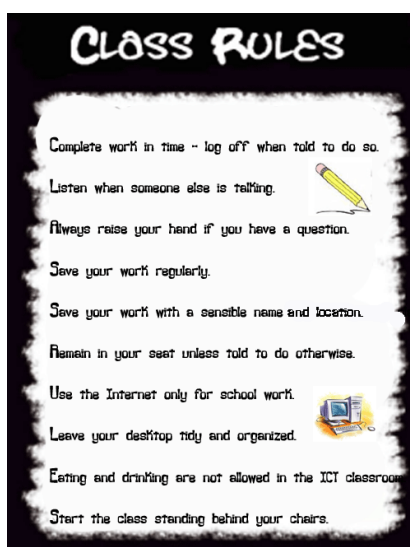 CLASS RULES
Complete work in time - log off when told to do so.
Listen when someone else is talking.
Always raise your hand if you have a question.
Save your work regularly.
Save your work with a sensible name and location.
Remain in your seat unless told to do otherwise.
Use the Internet only for school work.
Leave your desktop tidy and organized.
Eating and drinking are not allowed in the ICT classroom
Start the class standing behind your chairs.